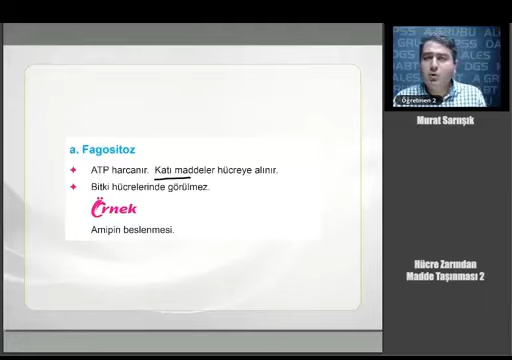 a. Fagositoz
ATP harcanır. Katı maddeler hücreye alınır.
Bitki hücrelerinde görülmez.
Örnek
Amipin beslenmesi.
Öğretmen 2
Murat Sarıışık
Hücre Zarından
Madde Taşınması 2